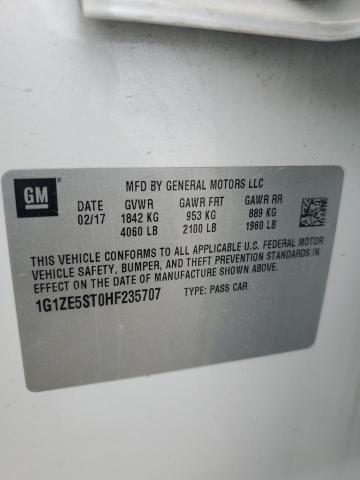 GM
MFD BY GENERAL MOTORS LLC
DATE GVWR GAWR FRT GAWR RR
02/17 1842 KG 953 KG 889 KG
4060 LB 2100 LB 1960 LB
THIS VEHICLE CONFORMS TO ALL APPLICABLE U.S. FEDERAL MOTOR
VEHICLE SAFETY, BUMPER, AND THEFT PREVENTION STANDARDS
IN EFFECT ON THE DATE OF MANUFACTURE SHOWN ABOVE.
1G1ZE5ST0HF235707 TYPE: PASS CAR